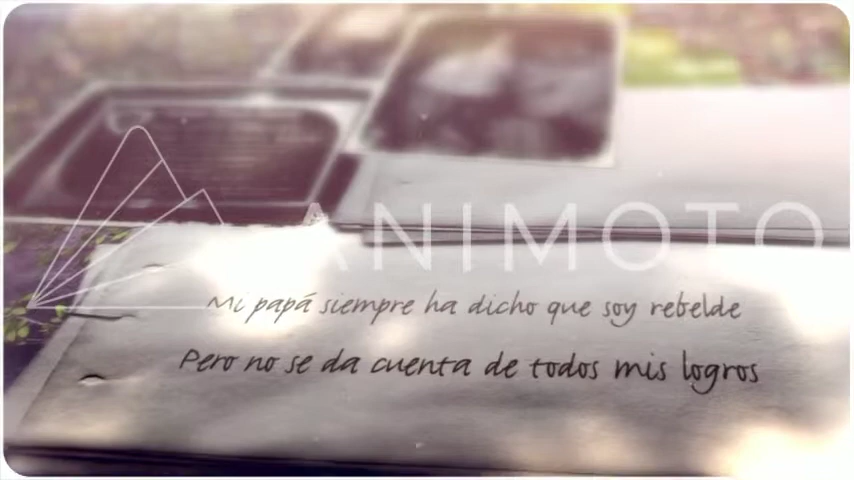 ANIMOTO
Mi papá siempre ha dicho que soy rebelde
Pero no se da cuenta de todos mis logros